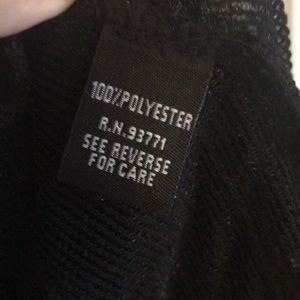 100% POLYESTER
R.N. 93771
SEE REVERSE
FOR CARE